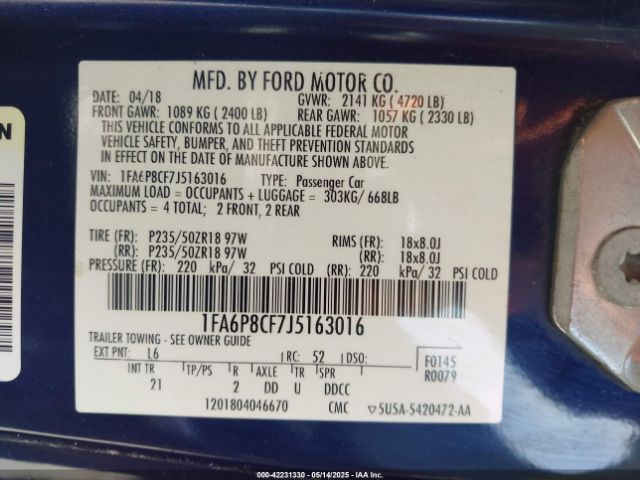 MFD. BY FORD MOTOR CO.
DATE: 04/18 GVWR: 2141 KG ( 4720 LB)
FRONT GAWR: 1089 KG ( 2400 LB) REAR GAWR: 1057 KG ( 2330 LB)
THIS VEHICLE CONFORMS TO ALL APPLICABLE FEDERAL MOTOR
VEHICLE SAFETY, BUMPER, AND THEFT PREVENTION STANDARDS
IN EFFECT ON THE DATE OF MANUFACTURE SHOWN ABOVE.
VIN: 1FA6P8CF7J5163016 TYPE: Passenger Car
MAXIMUM LOAD = OCCUPANTS + LUGGAGE = 303KG/ 668LB
OCCUPANTS = 4 TOTAL; 2 FRONT, 2 REAR
TIRE (FR): P235/50ZR18 97W RIMS (FR): 18x8.0J
(RR): P235/50ZR18 97W (RR): 18x8.0J
PRESSURE (FR): 220 kPa/ 32 PSI COLD (RR): 220 kPa/ 32 PSI COLD
1FA6P8CF7J5163016
TRAILER TOWING - SEE OWNER GUIDE
EXT PNT: L6 RC: 52 DSO: F0145
INT TR TP/PS R AXLE TR SPR R0079
21 2 DD U DDCC
1201804046670 CMC 5U5A-5420472-AA
00-42231330 | 05/14/2025 | IAA, Inc.